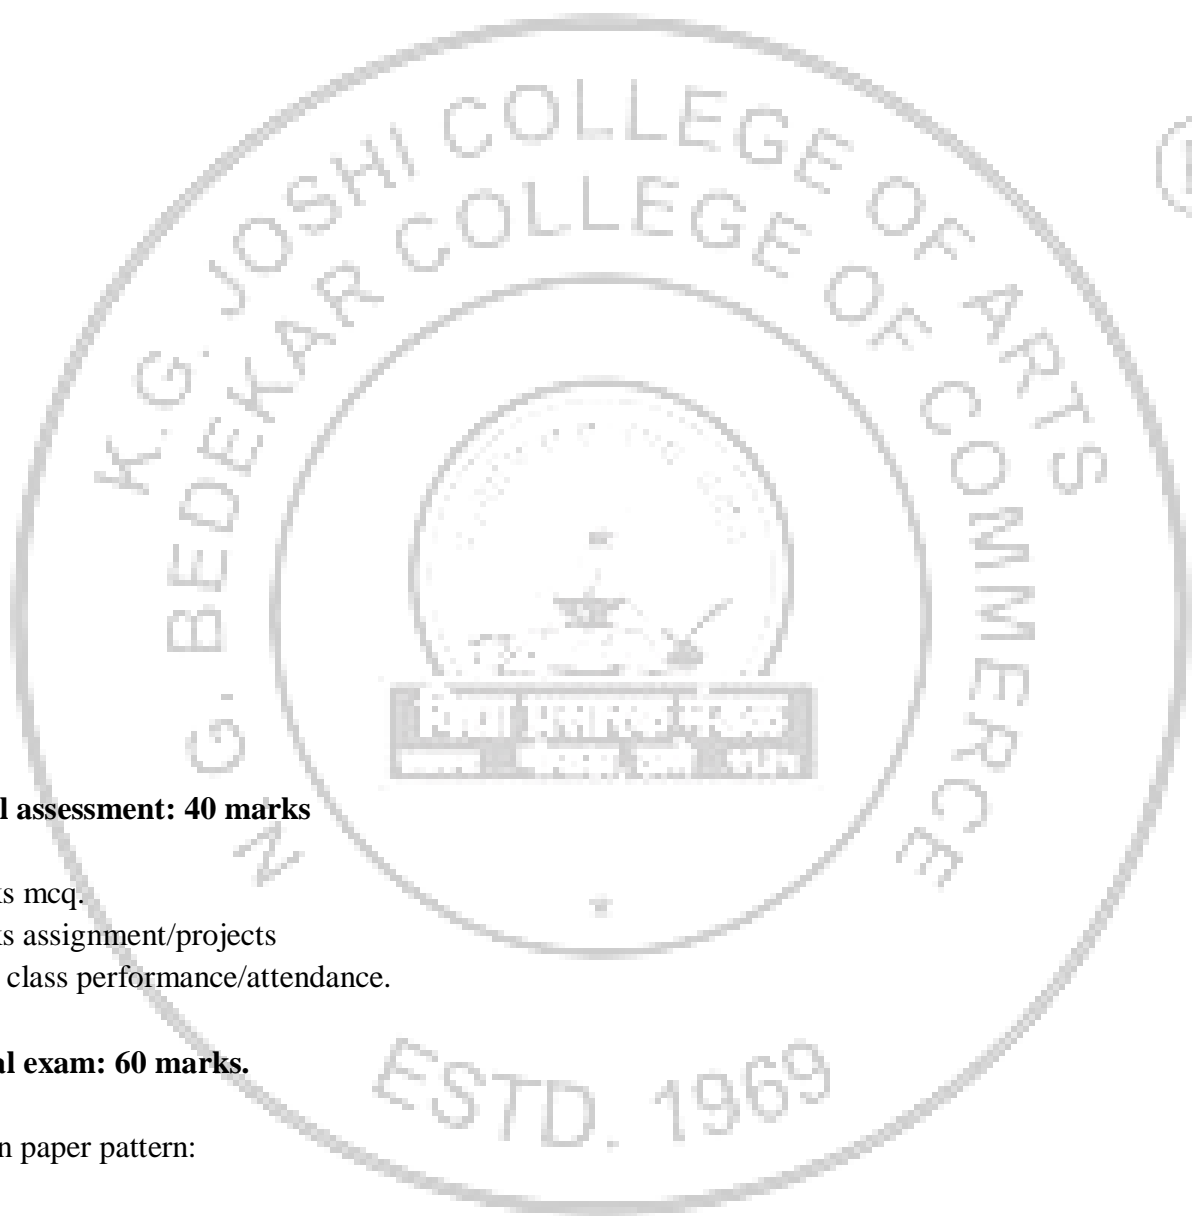 K.G. JOSHI COLLEGE OF ARTS
N. G. BEDEKAR COLLEGE OF COMMERCE
l assessment: 40 marks
s mcq.
s assignment/projects
class performance/attendance.
al exam: 60 marks.
n paper pattern:
ESTD. 1969